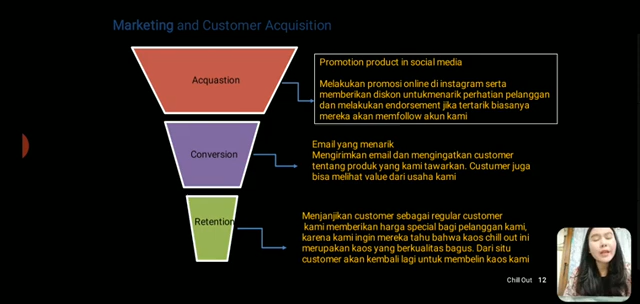 Marketing and Customer Acquisition
Acquastion
Promotion product in social media
Melakukan promosi online di instagram serta
memberikan diskon untukmenarik perhatian pelanggan
dan melakukan endorsement jika tertarik biasanya
mereka akan memfollow akun kami
Conversion
Email yang menarik
Mengirimkan email dan mengingatkan customer
tentang produk yang kami tawarkan. Custumer juga
bisa melihat value dari usaha kami
Retention
Menjanjikan customer sebagai regular customer
kami memberikan harga special bagi pelanggan kami,
karena kami ingin mereka tahu bahwa kaos chill out ini
merupakan kaos yang berkualitas bagus. Dari situ
customer akan kembali lagi untuk membelin kaos kami
Chill Out 12